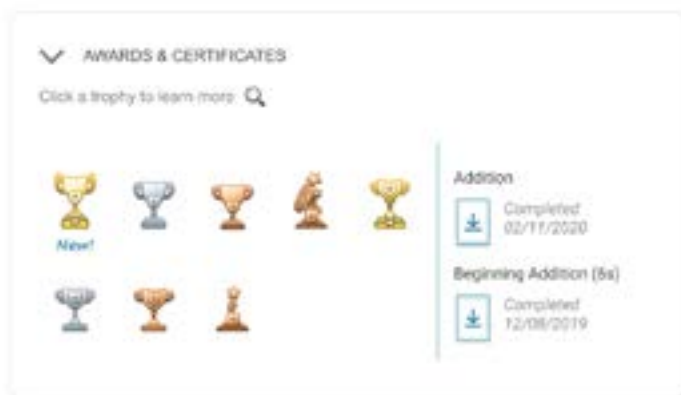 AWARDS & CERTIFICATES
Click a trophy to learn more
New!
Addition
Completed
02/11/2020
Beginning Addition (6s)
Completed
12/08/2019